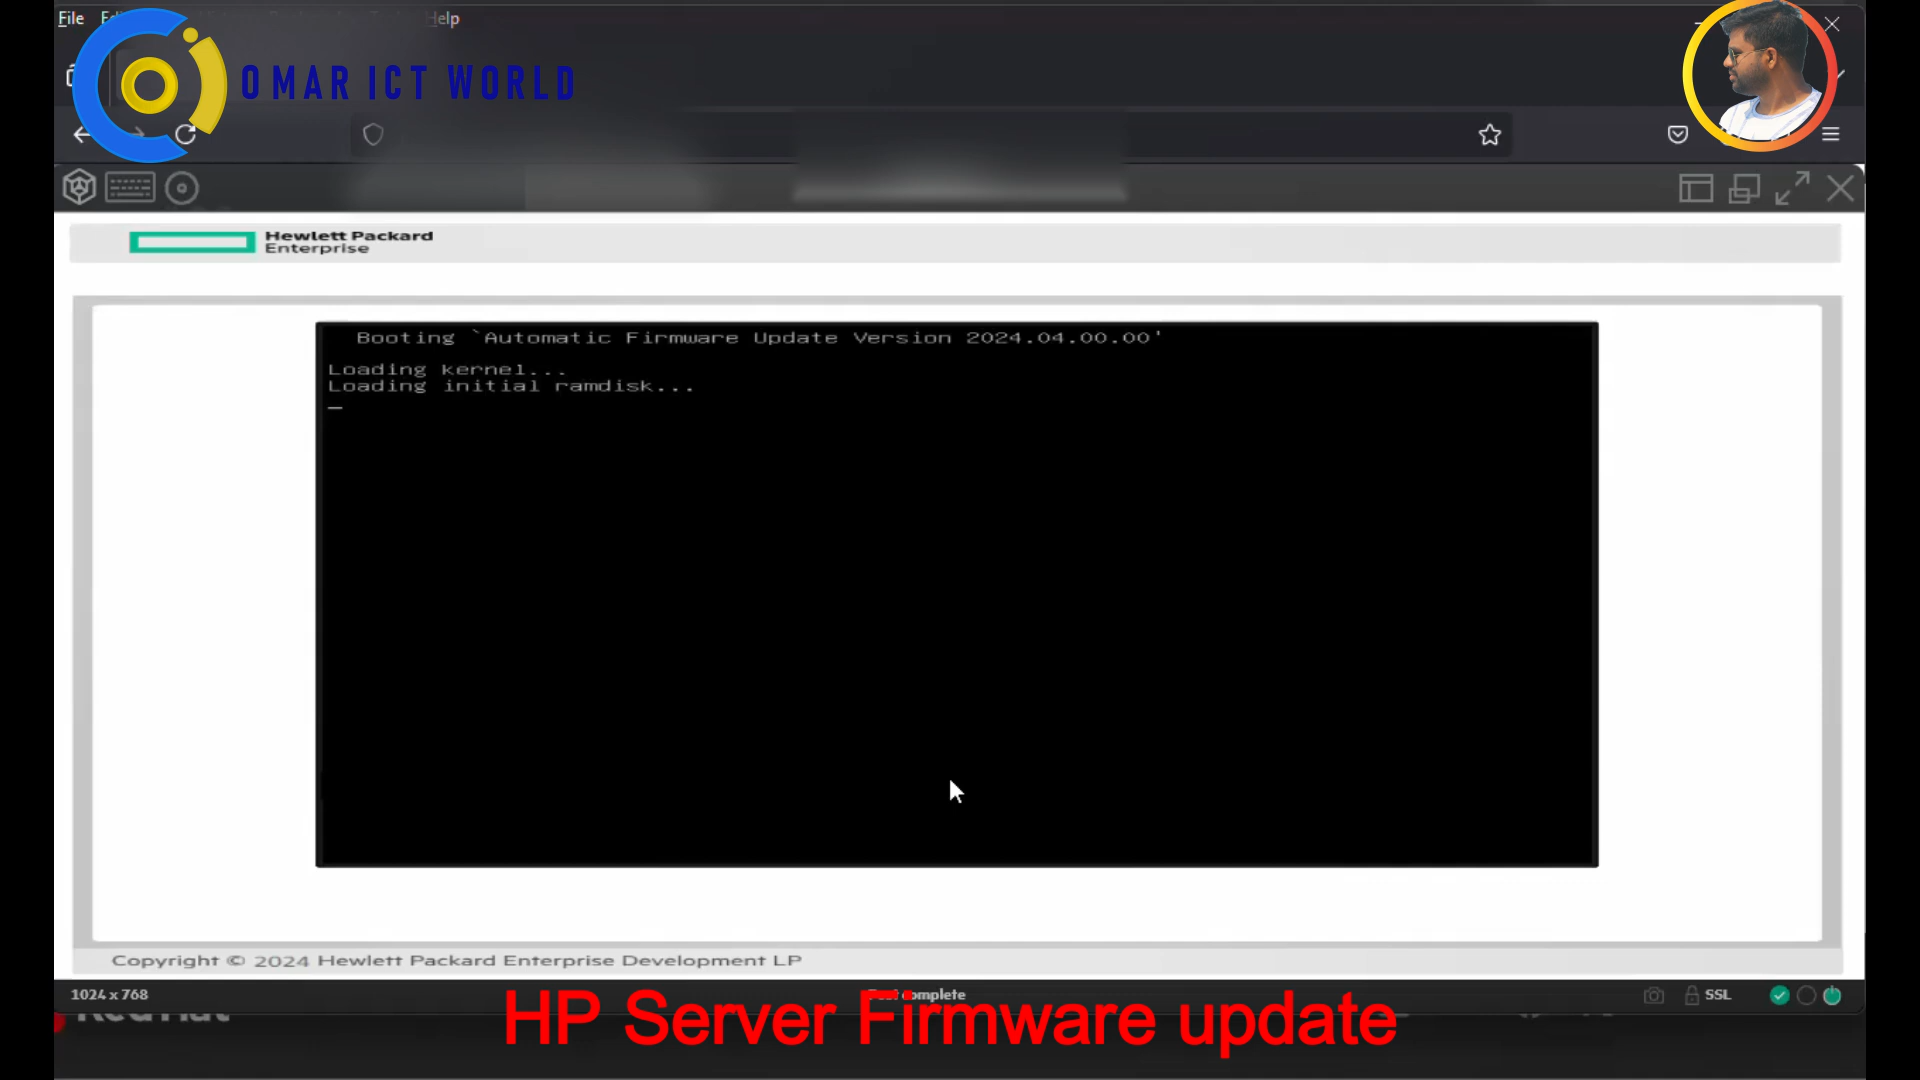 File
Help
OMAR ICT WORLD
Hewlett Packard
Enterprise
Booting `Automatic Firmware Update Version 2024.04.00.00'
Loading kernel...
Loading initial ramdisk...
_
Copyright © 2024 Hewlett Packard Enterprise Development LP
1024 x 768
SSL
HP Server Firmware update